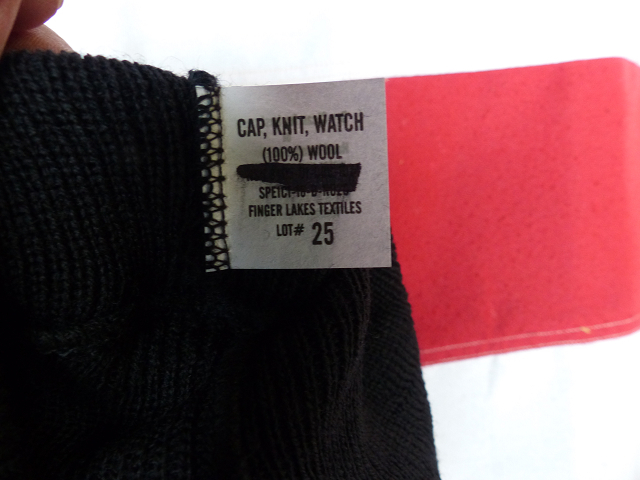 CAP, KNIT, WATCH
(100%) WOOL
FINGER LAKES TEXTILES
LOT# 25